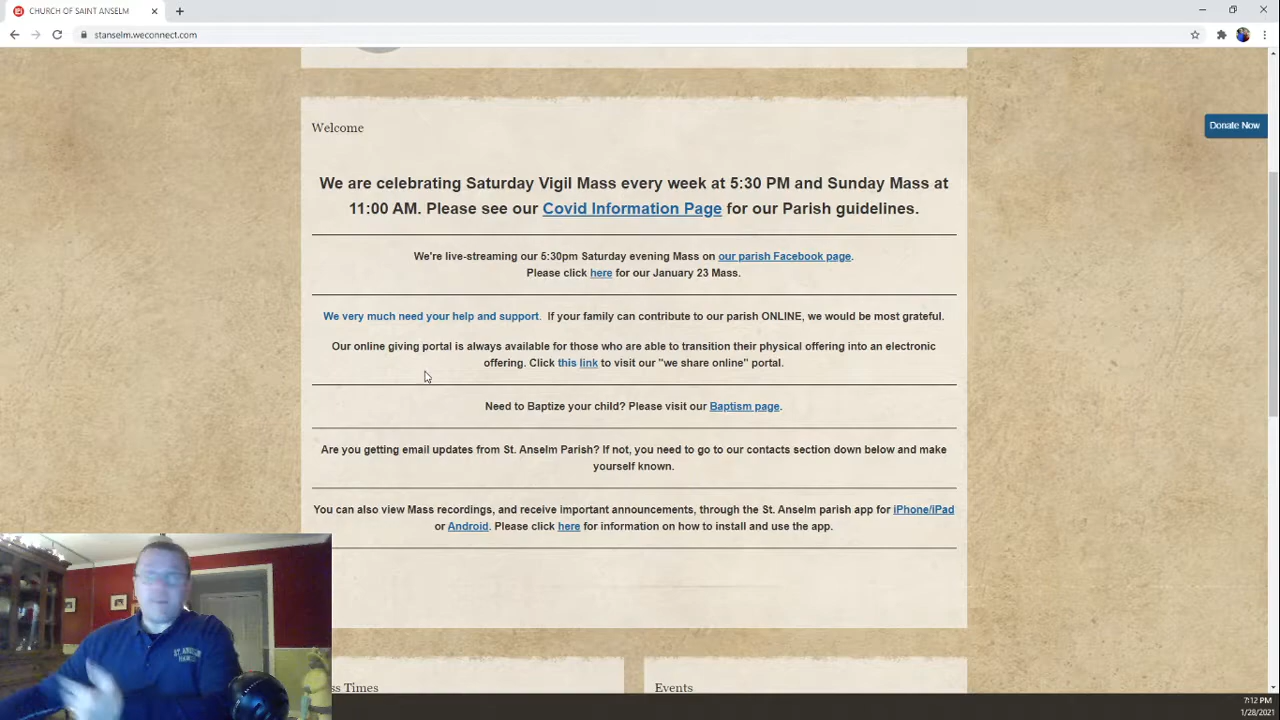 CHURCH OF SAINT ANSELM
stanselm.weconnect.com
Donate Now
Welcome
We are celebrating Saturday Vigil Mass every week at 5:30 PM and Sunday Mass at
11:00 AM. Please see our Covid Information Page for our Parish guidelines.
We're live-streaming our 5:30pm Saturday evening Mass on our parish Facebook page.
Please click here for our January 23 Mass.
We very much need your help and support. If your family can contribute to our parish ONLINE, we would be most grateful.
Our online giving portal is always available for those who are able to transition their physical offering into an electronic
offering. Click this link to visit our "we share online" portal.
Need to Baptize your child? Please visit our Baptism page.
Are you getting email updates from St. Anselm Parish? If not, you need to go to our contacts section down below and make
yourself known.
You can also view Mass recordings, and receive important announcements, through the St. Anselm parish app for iPhone/iPad
or Android. Please click here for information on how to install and use the app.
ST. ANSELM
ss Times
Events
7:12 PM
1/28/2021